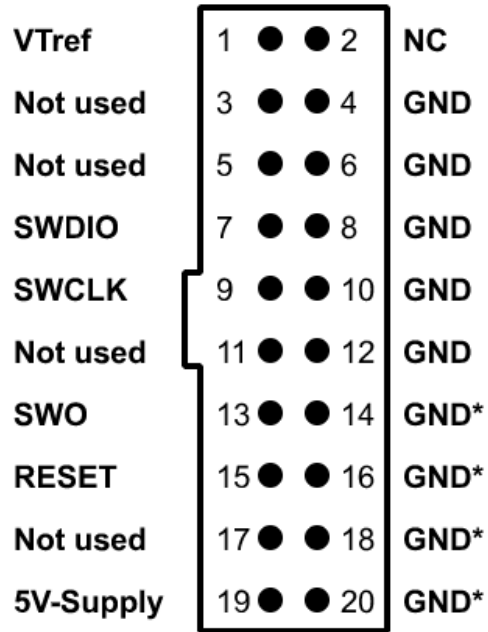 VTref 1 2 NC
Not used 3 4 GND
Not used 5 6 GND
SWDIO 7 8 GND
SWCLK 9 10 GND
Not used 11 12 GND
SWO 13 14 GND*
RESET 15 16 GND*
Not used 17 18 GND*
5V-Supply 19 20 GND*